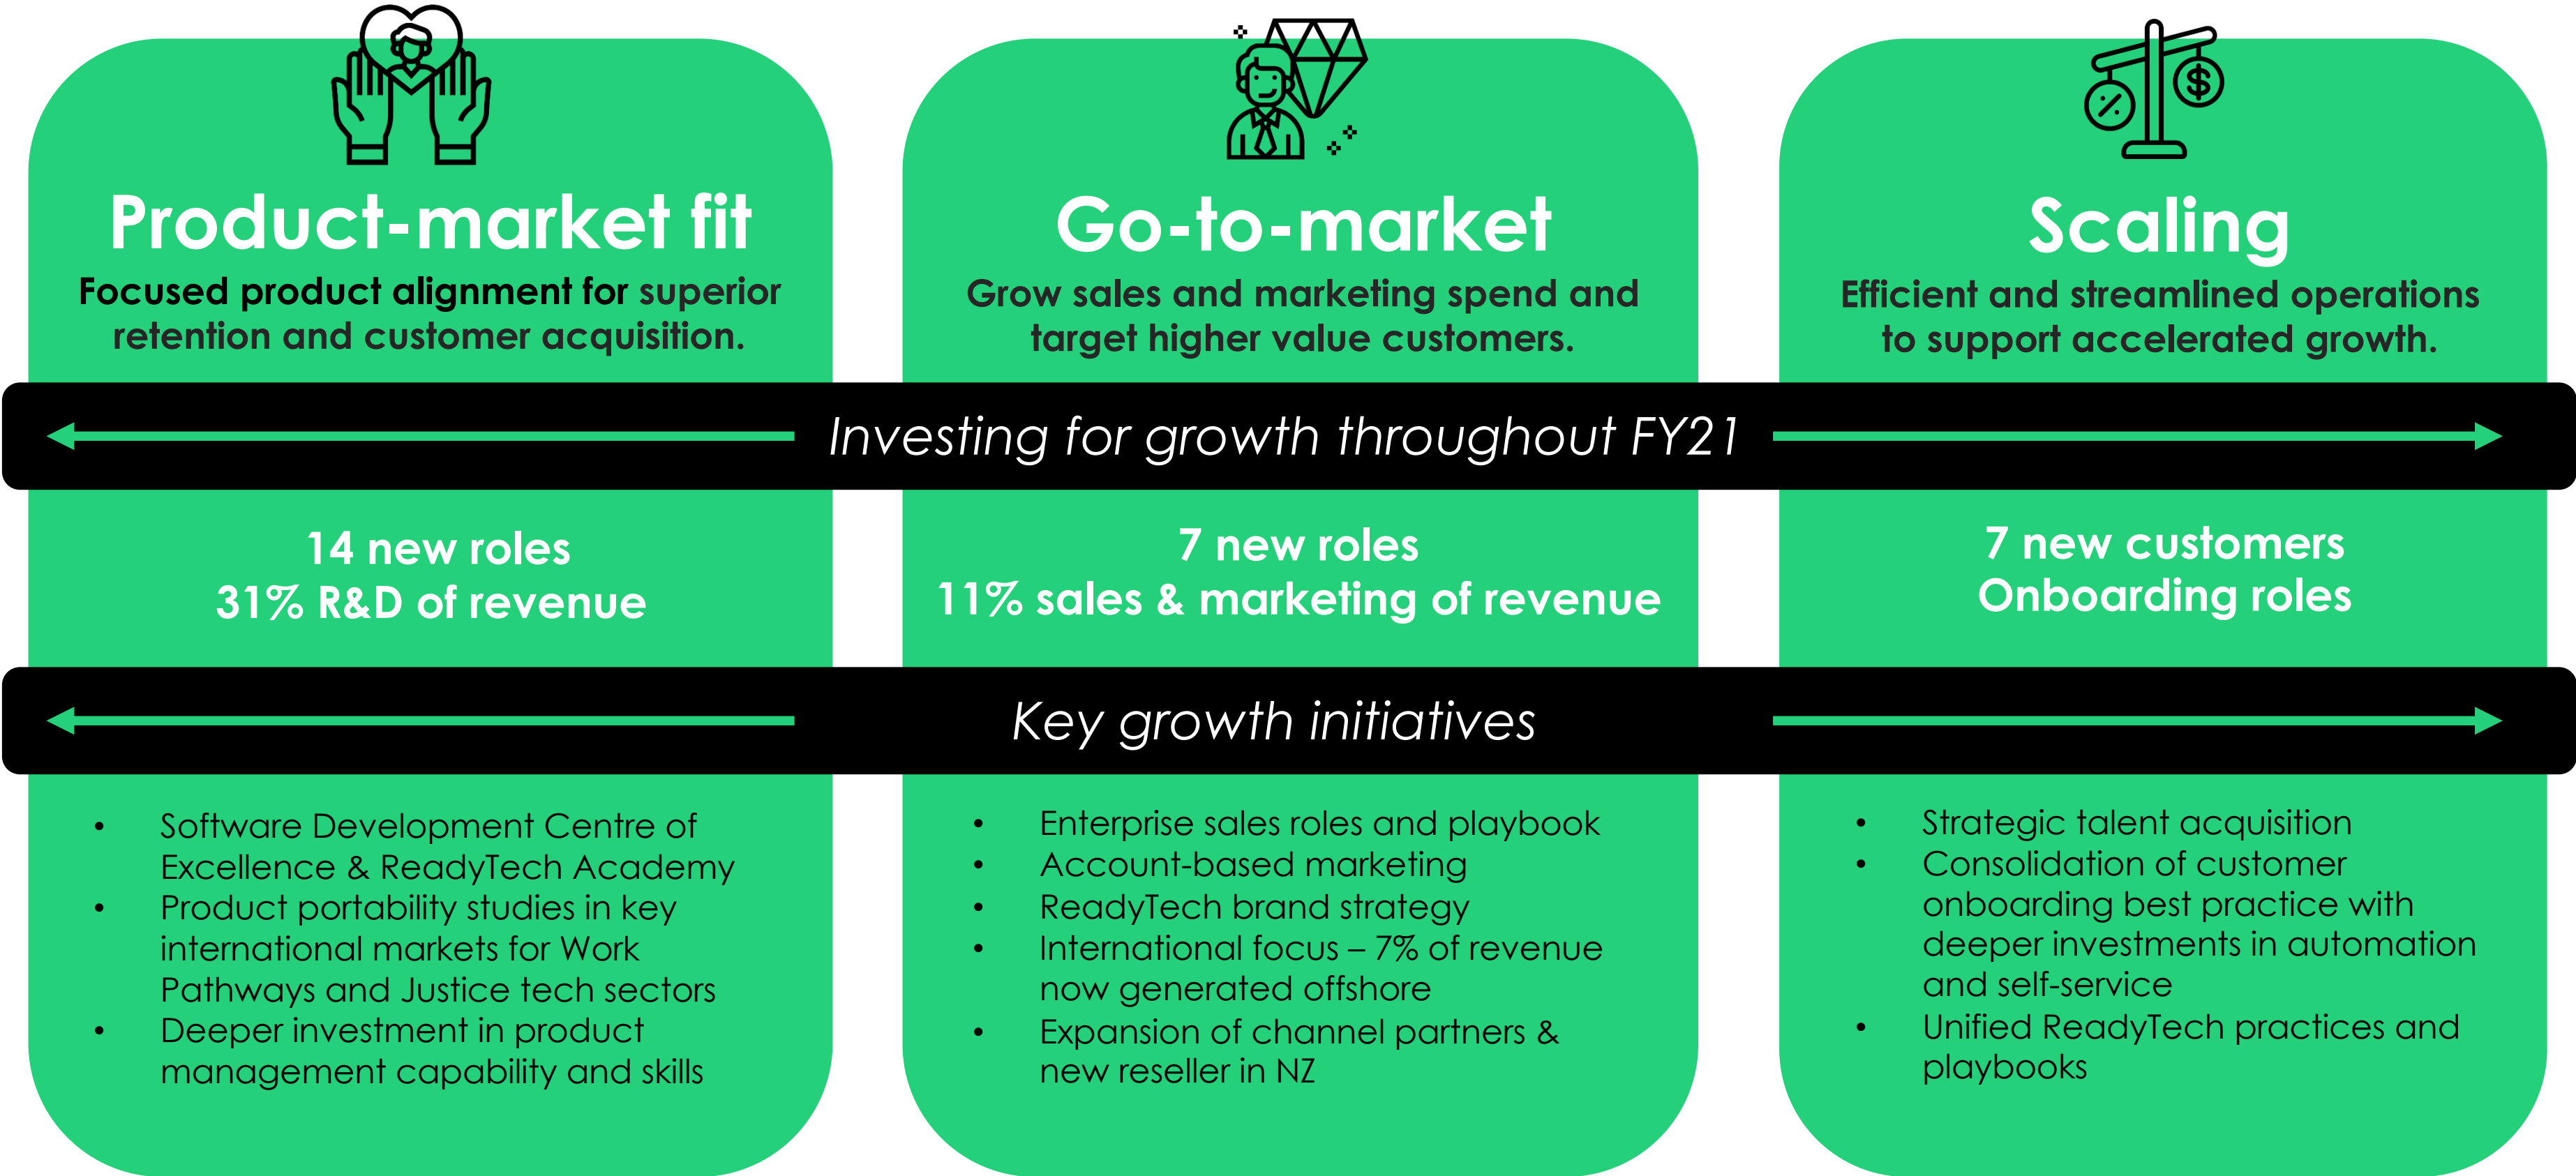 Product-market fit
Focused product alignment for superior
retention and customer acquisition.
Go-to-market
Grow sales and marketing spend and
target higher value customers.
Scaling
Efficient and streamlined operations
to support accelerated growth.
Investing for growth throughout FY21
14 new roles
31% R&D of revenue
7 new roles
11% sales & marketing of revenue
7 new customers
Onboarding roles
Key growth initiatives
• Software Development Centre of
Excellence & ReadyTech Academy
• Product portability studies in key
international markets for Work
Pathways and Justice tech sectors
• Deeper investment in product
management capability and skills
• Enterprise sales roles and playbook
• Account-based marketing
• ReadyTech brand strategy
• International focus – 7% of revenue
now generated offshore
• Expansion of channel partners &
new reseller in NZ
• Strategic talent acquisition
• Consolidation of customer
onboarding best practice with
deeper investments in automation
and self-service
• Unified ReadyTech practices and
playbooks